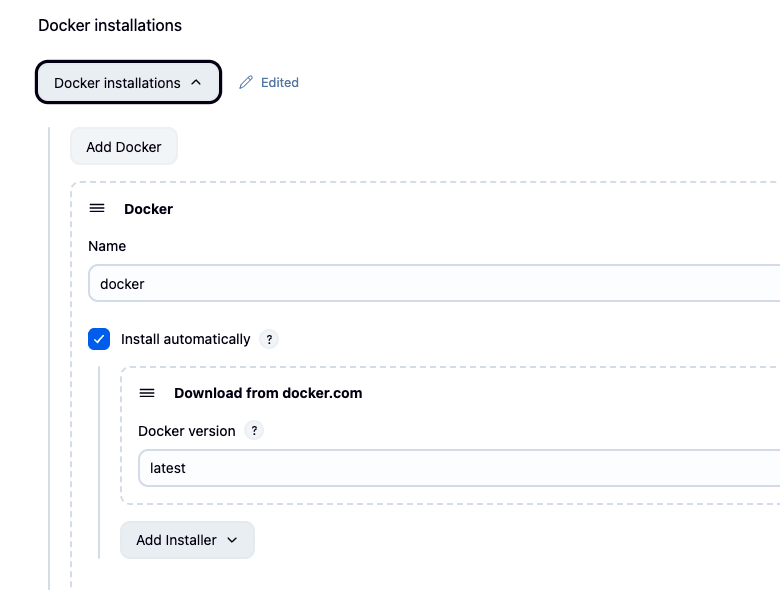 Docker installations
Docker installations
Edited
Add Docker
Docker
Name
docker
Install automatically ?
Download from docker.com
Docker version ?
latest
Add Installer